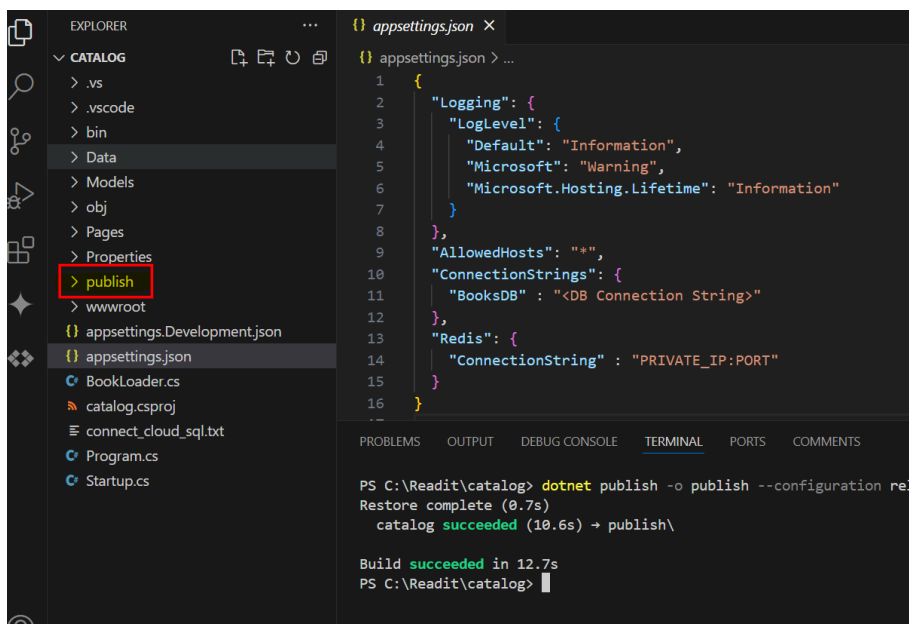 EXPLORER
CATALOG
.vs
.vscode
bin
Data
Models
obj
Pages
Properties
publish
wwwroot
{} appsettings.Development.json
{} appsettings.json
C# BookLoader.cs
catalog.csproj
connect_cloud_sql.txt
C# Program.cs
C# Startup.cs
{} appsettings.json ×
{} appsettings.json > ...
1 {
2 "Logging": {
3 "LogLevel": {
4 "Default": "Information",
5 "Microsoft": "Warning",
6 "Microsoft.Hosting.Lifetime": "Information"
7 }
8 },
9 "AllowedHosts": "*",
10 "ConnectionStrings": {
11 "BooksDB" : "<DB Connection String>"
12 },
13 "Redis": {
14 "ConnectionString" : "PRIVATE_IP:PORT"
15 }
16 }
PROBLEMS OUTPUT DEBUG CONSOLE TERMINAL PORTS COMMENTS
PS C:\Readit\catalog> dotnet publish -o publish --configuration
Restore complete (0.7s)
catalog succeeded (10.6s) → publish\
Build succeeded in 12.7s
PS C:\Readit\catalog>